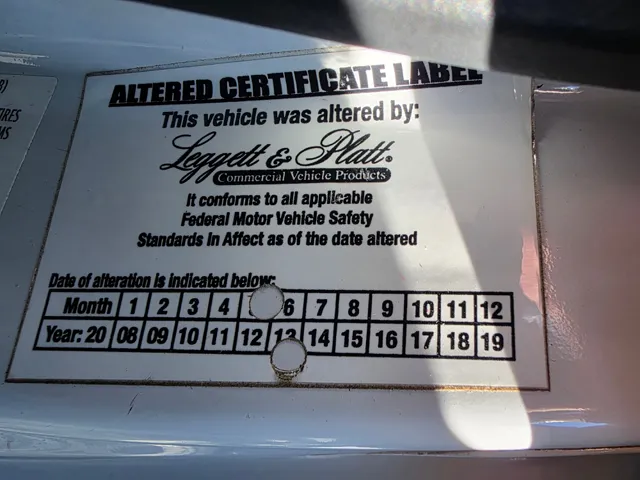 ALTERED CERTIFICATE LABEL
This vehicle was altered by:
Leggett & Platt®
Commercial Vehicle Products
It conforms to all applicable
Federal Motor Vehicle Safety
Standards in Affect as of the date altered
Date of alteration is indicated below:
Month 1 2 3 4 6 7 8 9 10 11 12
Year: 20 08 09 10 11 12 13 14 15 16 17 18 19